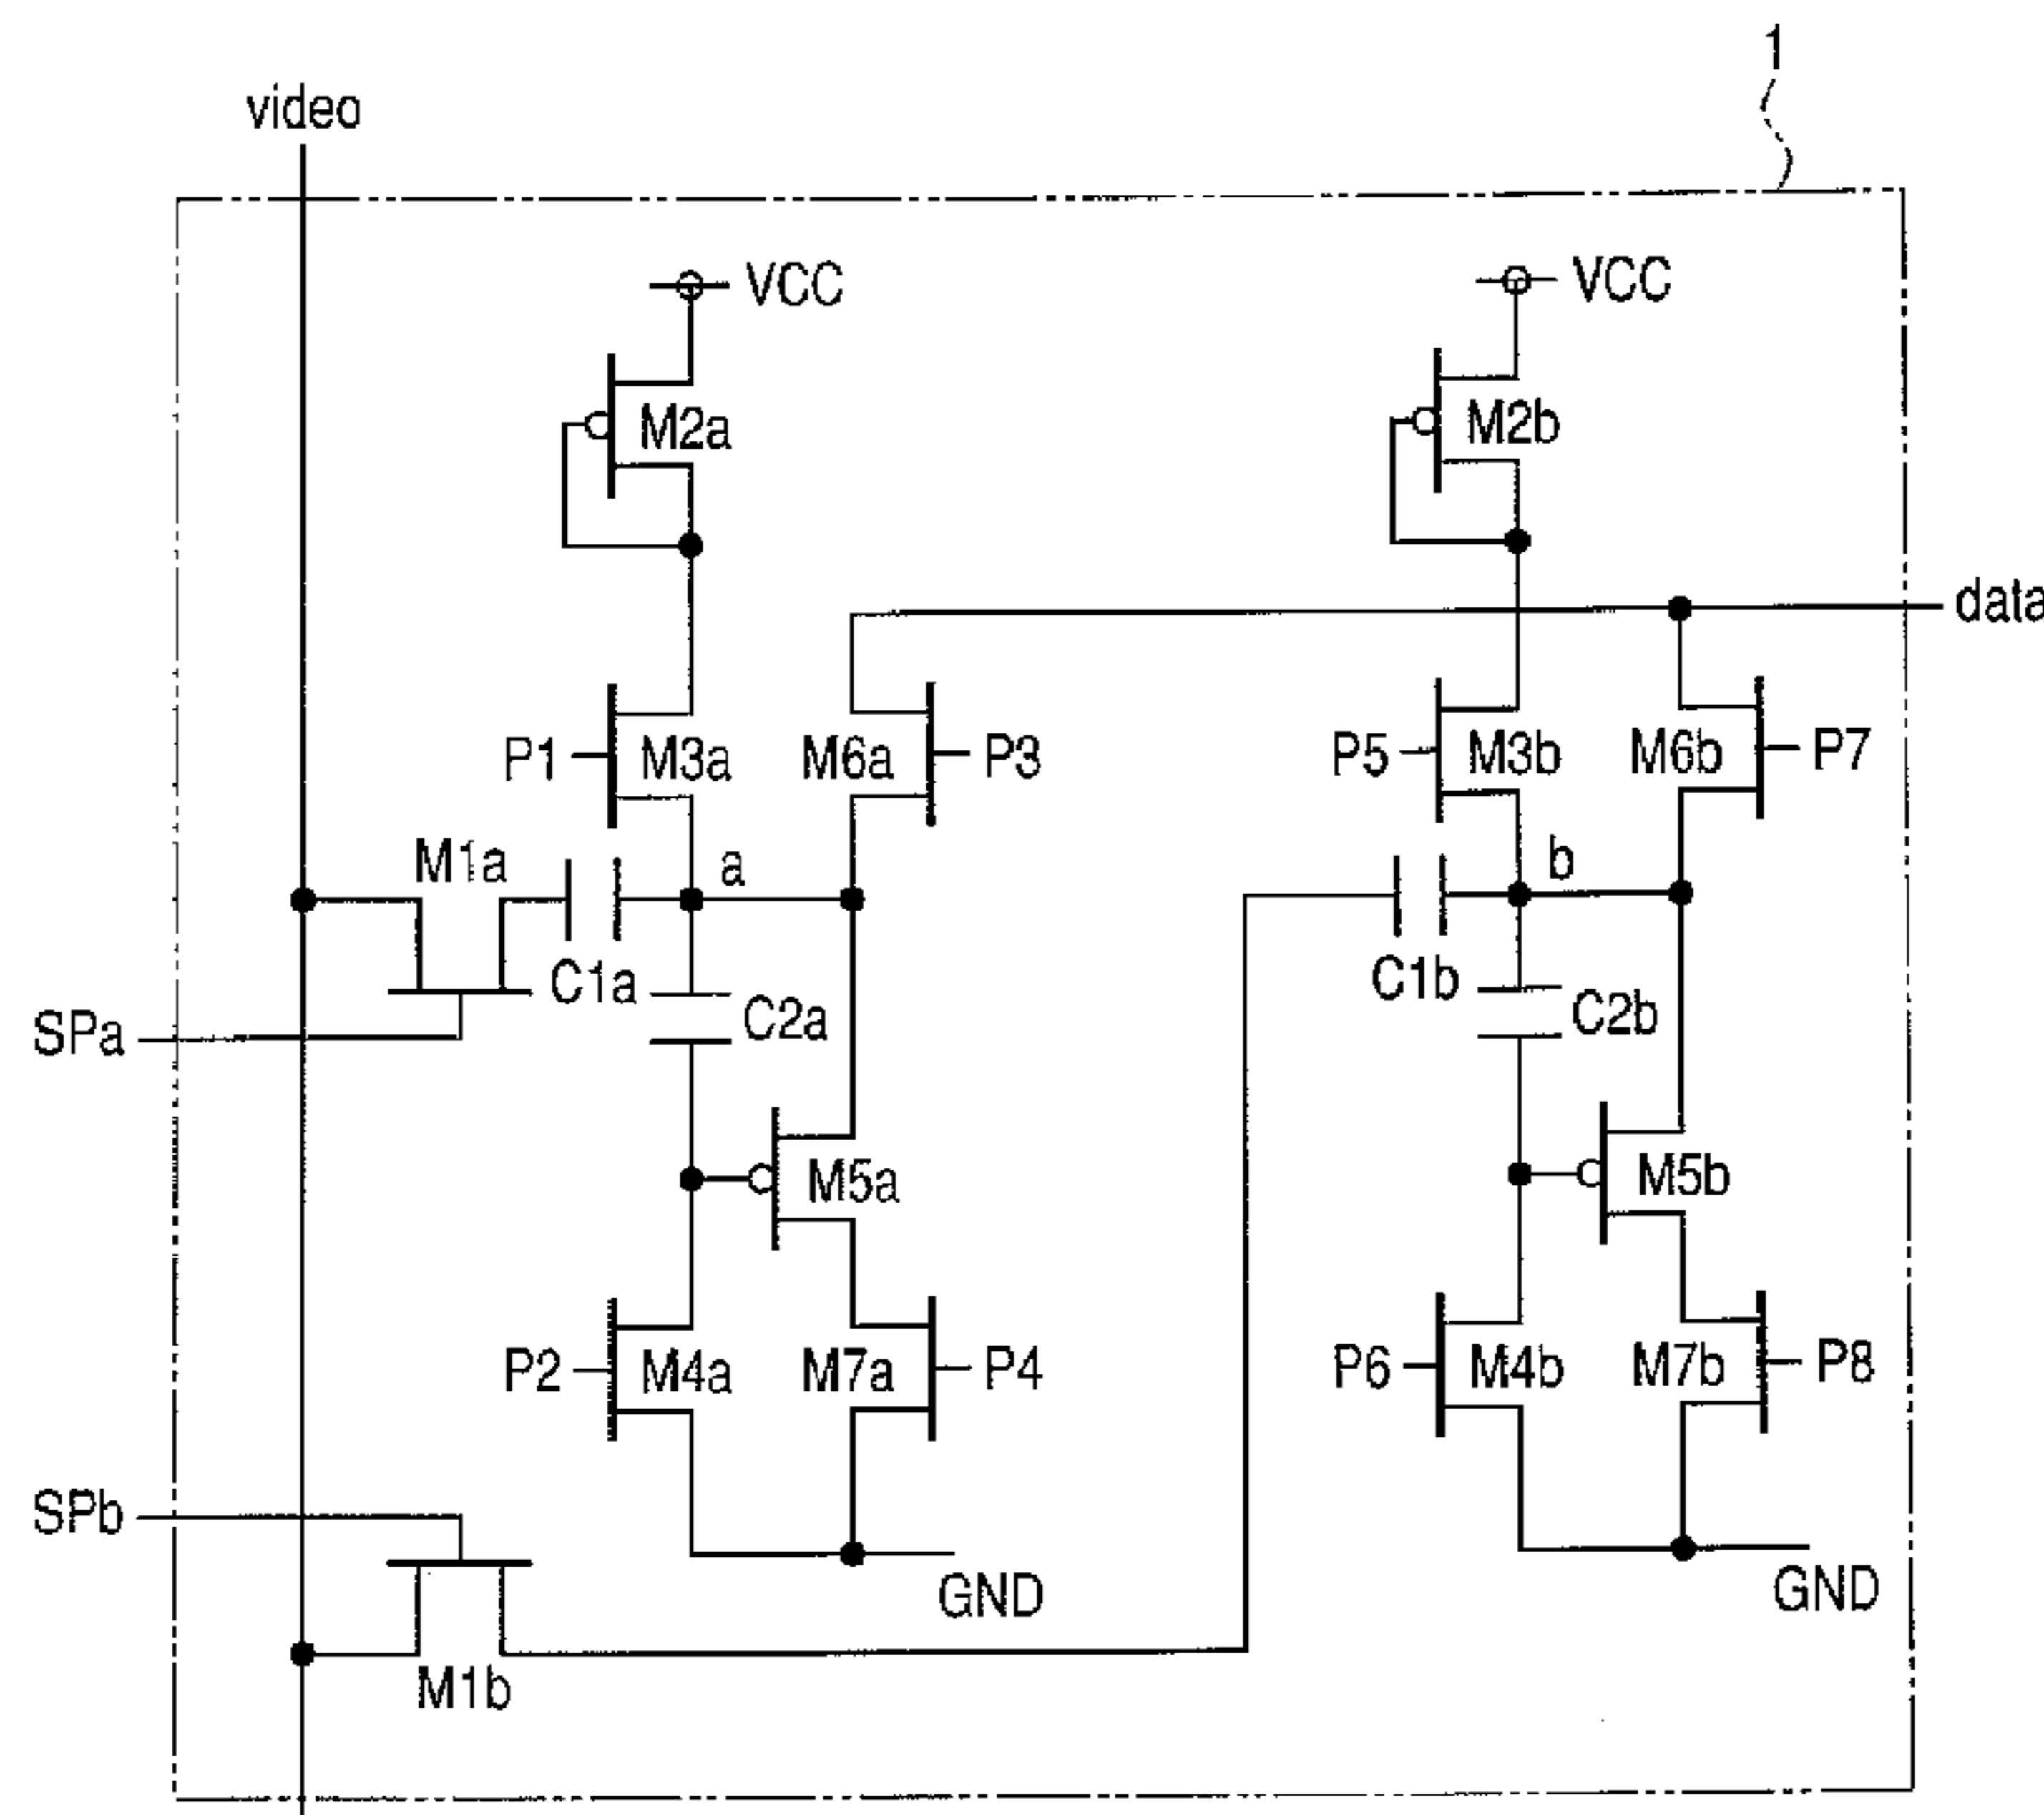 1
video
VCC VCC
M2a M2b
data
P1 M3a M6a P3 P5 M3b M6b P7
M1a a b
C1a C2a C1b C2b
SPa
M5a M5b
P2 M4a M7a P4 P6 M4b M7b P8
SPb
GND GND
M1b